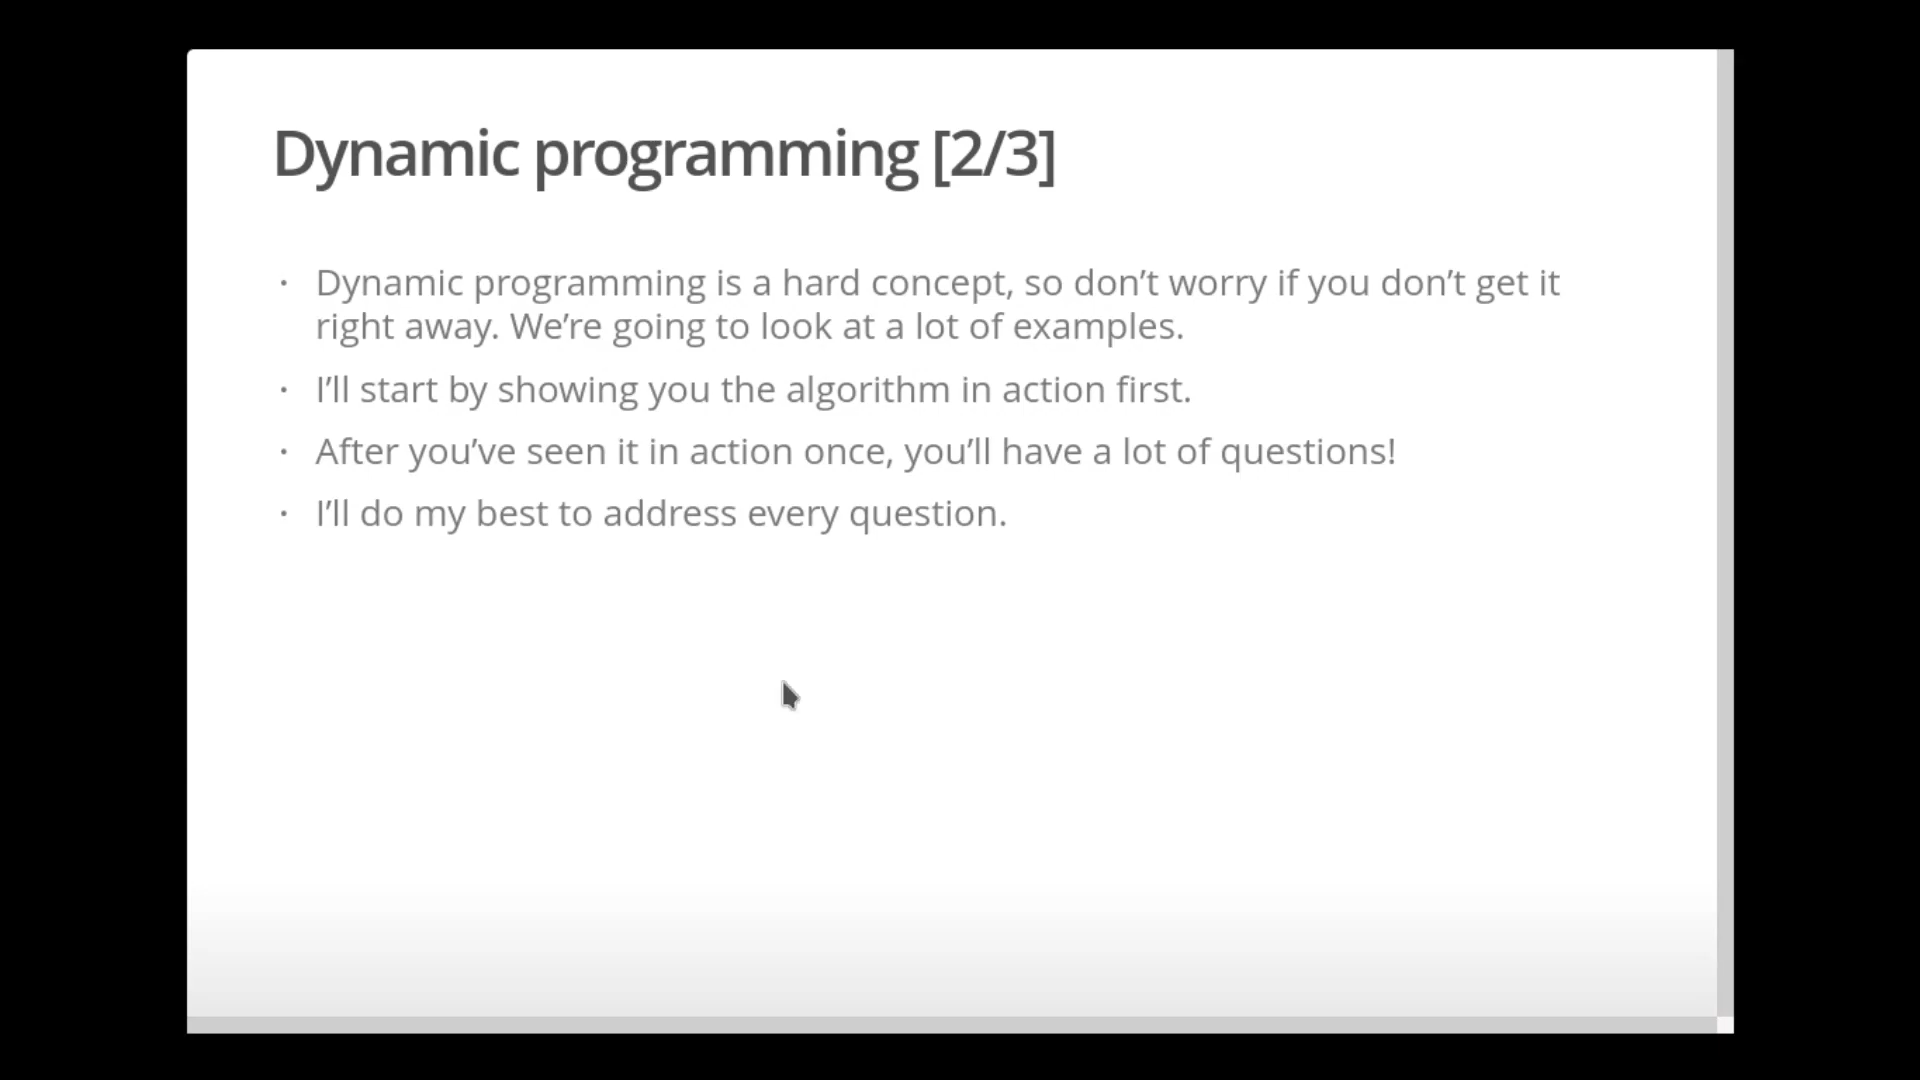 Dynamic programming [2/3]
· Dynamic programming is a hard concept, so don’t worry if you don’t get it
right away. We’re going to look at a lot of examples.
· I’ll start by showing you the algorithm in action first.
· After you’ve seen it in action once, you’ll have a lot of questions!
· I’ll do my best to address every question.